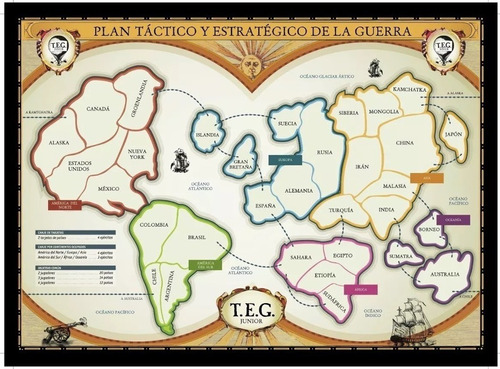 PLAN TÁCTICO Y ESTRATÉGICO DE LA GUERRA
T.E.G.
T.E.G.
OCÉANO GLACIAR ÁRTICO
A KAMCHATKA
A ALASKA
CANADÁ
GROENLANDIA
ALASKA
ESTADOS
UNIDOS
NUEVA
YORK
MÉXICO
AMÉRICA DEL
NORTE
ISLANDIA
GRAN
BRETAÑA
SUECIA
EUROPA
RUSIA
ALEMANIA
ESPAÑA
KAMCHATKA
SIBERIA
MONGOLIA
JAPÓN
IRÁN
CHINA
ASIA
MALASIA
TURQUÍA
INDIA
OCÉANO
ATLÁNTICO
OCÉANO
PACÍFICO
OCEANÍA
BORNEO
SUMATRA
AUSTRALIA
A CHILE
COLOMBIA
BRASIL
AMÉRICA
DEL SUR
CHILE
ARGENTINA
OCÉANO
ATLÁNTICO
SAHARA
EGIPTO
ETIOPÍA
ÁFRICA
SUDÁFRICA
OCÉANO
ÍNDICO
A AUSTRALIA
OCÉANO PACÍFICO
T.E.G.
JUNIOR